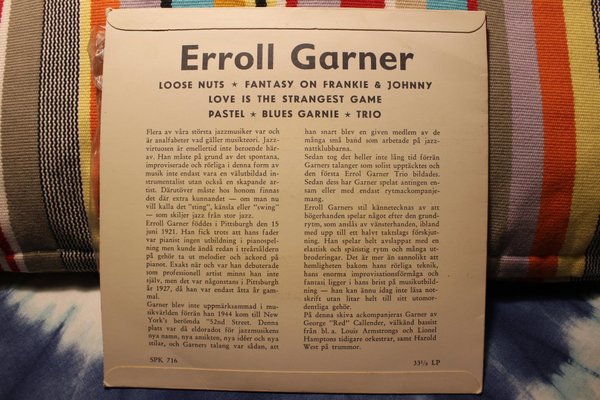 Erroll Garner
LOOSE NUTS ★ FANTASY ON FRANKIE & JOHNNY
LOVE IS THE STRANGEST GAME
PASTEL ★ BLUES GARNIE ★ TRIO
Flera av våra största jazzmusiker var och
är analfabeter vad gäller musikteori. Jazz-
virtuosen är emellertid inte beroende här-
av. Han måste på grund av det spontana,
improviserade och rörliga i denna form av
musik inte endast vara en välutbildad in-
strumentalist utan också en skapande ar-
tist. Därutöver måste hos honom finnas
det där extra kunnandet — om man nu
vill kalla det "sting", känsla eller "swing"
— som skiljer jazz från stor jazz.
Erroll Garner föddes i Pittsburgh den 15
juni 1921. Han fick trots att hans fader
var pianist ingen utbildning i pianospel-
ning men kunde ändå redan i treårsåldern
på gehör ta ut melodier och ackord på
pianot. Exakt när och var han debuterade
som professionell artist minns han inte
själv, men det var någonstans i Pittsburgh
år 1927, då han var endast åtta år gam-
mal.
Garner blev inte uppmärksammad i mu-
sikvärlden förrän han 1944 kom till New
York's berömda "52nd Street. Denna
plats var då eldorádot för jazzmusikens
nya namn, nya ansikten, nya idéer och nya
stilar, och Garners talang var sådan, att
han snart blev en given medlem av de
många små band som arbetade på jazz-
nattklubbarna.
Sedan tog det heller inte lång tid förrän
Garners talanger som solist upptäcktes och
den första Errol Garner Trio bildades.
Sedan dess har Garner spelat antingen en-
sam eller med endast rytmackompanje-
mang.
Erroll Garners stil kännetecknas av att
högerhanden spelar något efter den grund-
rytm, som anslås av vänsterhanden, ibland
med upp till ett halvt taktslags förskjut-
ning. Han spelar helt avslappat med en
elastisk och spänstig rytm och många ut-
broderingar. Det är mer än sannolikt att
hemligheten bakom hans rörliga teknik,
hans enorma improvisationsförmåga och
fantasi ligger i hans brist på musikutbild-
ning — han kan ännu idag inte läsa not-
skrift utan litar helt till sitt utomor-
dentliga gehör.
På denna skiva ackompanjeras Garner av
George "Red" Callender, välkänd basist
från bl. a. Louis Armstrongs och Lionel
Hamptons tidigare orkestrar, samt Harold
West på trummor.
SPK 716
33⅓ LP